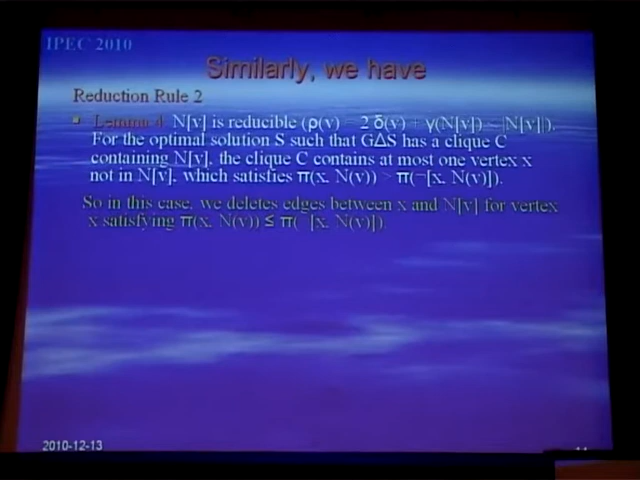 IPEC 2010
Similarly, we have
Reduction Rule 2
Lemma 4 N[v] is reducible (ρ(v) = 2 δ(v) + γ(N[v]) < |N[v]|).
For the optimal solution S such that G∆S has a clique C
containing N[v], the clique C contains at most one vertex x
not in N[v], which satisfies π(x, N(v)) > π(¬[x, N(v)]).
So in this case, we deletes edges between x and N[v] for vertex
x satisfying π(x, N(v)) ≤ π(¬[x, N(v)]).
2010-12-13